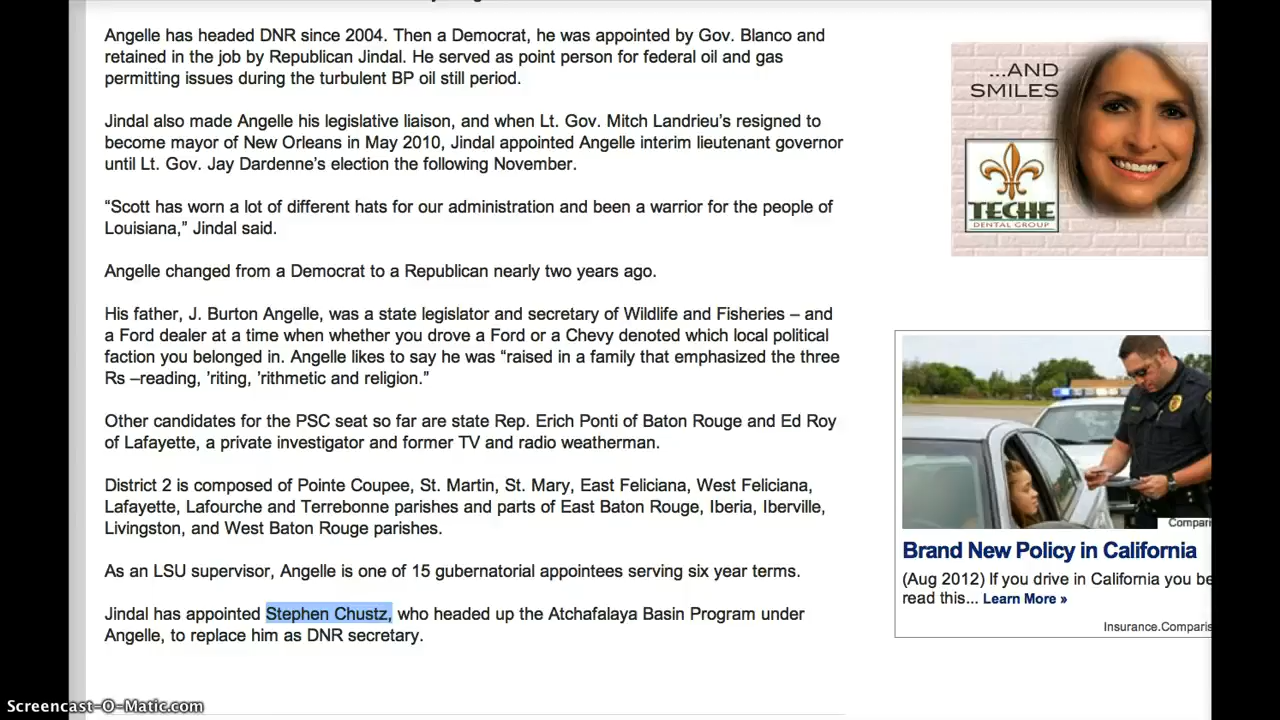 Angelle has headed DNR since 2004. Then a Democrat, he was appointed by Gov. Blanco and
retained in the job by Republican Jindal. He served as point person for federal oil and gas
permitting issues during the turbulent BP oil still period.
Jindal also made Angelle his legislative liaison, and when Lt. Gov. Mitch Landrieu’s resigned to
become mayor of New Orleans in May 2010, Jindal appointed Angelle interim lieutenant governor
until Lt. Gov. Jay Dardenne’s election the following November.
“Scott has worn a lot of different hats for our administration and been a warrior for the people of
Louisiana,” Jindal said.
Angelle changed from a Democrat to a Republican nearly two years ago.
His father, J. Burton Angelle, was a state legislator and secretary of Wildlife and Fisheries – and
a Ford dealer at a time when whether you drove a Ford or a Chevy denoted which local political
faction you belonged in. Angelle likes to say he was “raised in a family that emphasized the three
Rs –reading, ’riting, ’rithmetic and religion.”
Other candidates for the PSC seat so far are state Rep. Erich Ponti of Baton Rouge and Ed Roy
of Lafayette, a private investigator and former TV and radio weatherman.
District 2 is composed of Pointe Coupee, St. Martin, St. Mary, East Feliciana, West Feliciana,
Lafayette, Lafourche and Terrebonne parishes and parts of East Baton Rouge, Iberia, Iberville,
Livingston, and West Baton Rouge parishes.
As an LSU supervisor, Angelle is one of 15 gubernatorial appointees serving six year terms.
Jindal has appointed Stephen Chustz, who headed up the Atchafalaya Basin Program under
Angelle, to replace him as DNR secretary.
...AND
SMILES
TECHE
DENTAL GROUP
Compari
Brand New Policy in California
(Aug 2012) If you drive in California you be
read this... Learn More »
Insurance.Comparis
Screencast-O-Matic.com